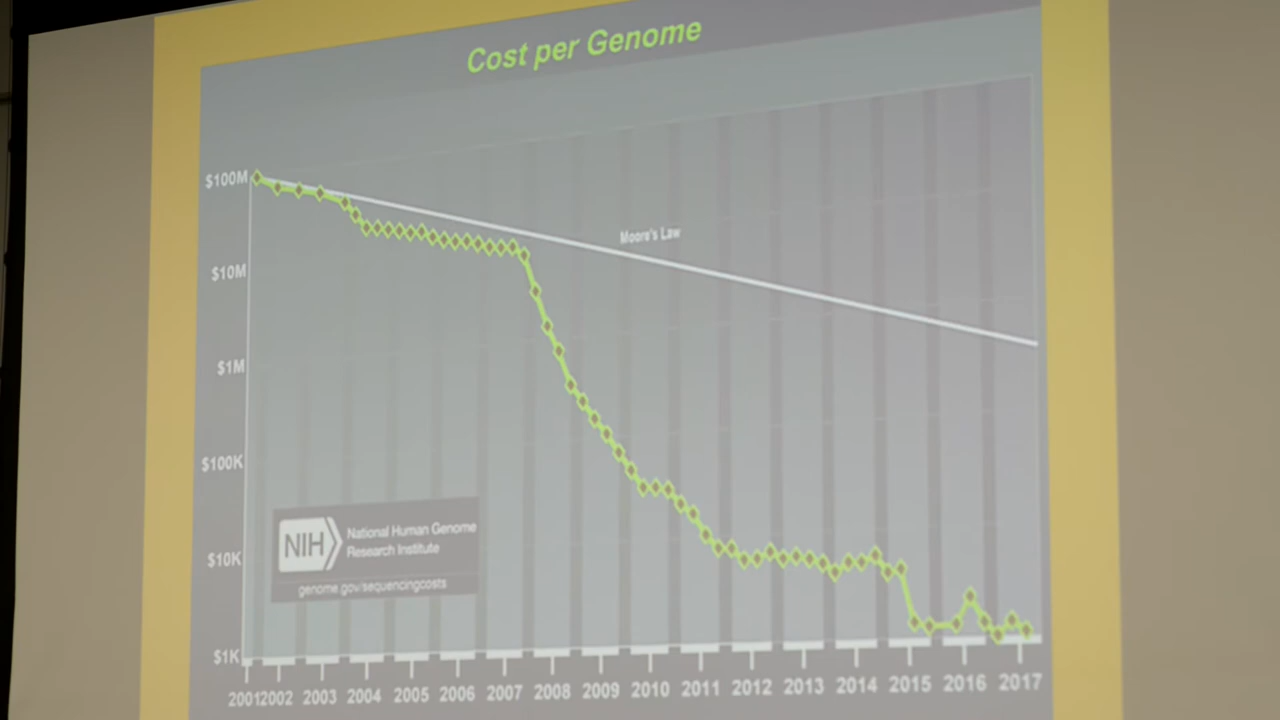 Cost per Genome
$100M
Moore's Law
$10M
$1M
$100K
NIH
National Human Genome
Research Institute
$10K
genome.gov/sequencingcosts
$1K
2001 2002 2003 2004 2005 2006 2007 2008 2009 2010 2011 2012 2013 2014 2015 2016 2017